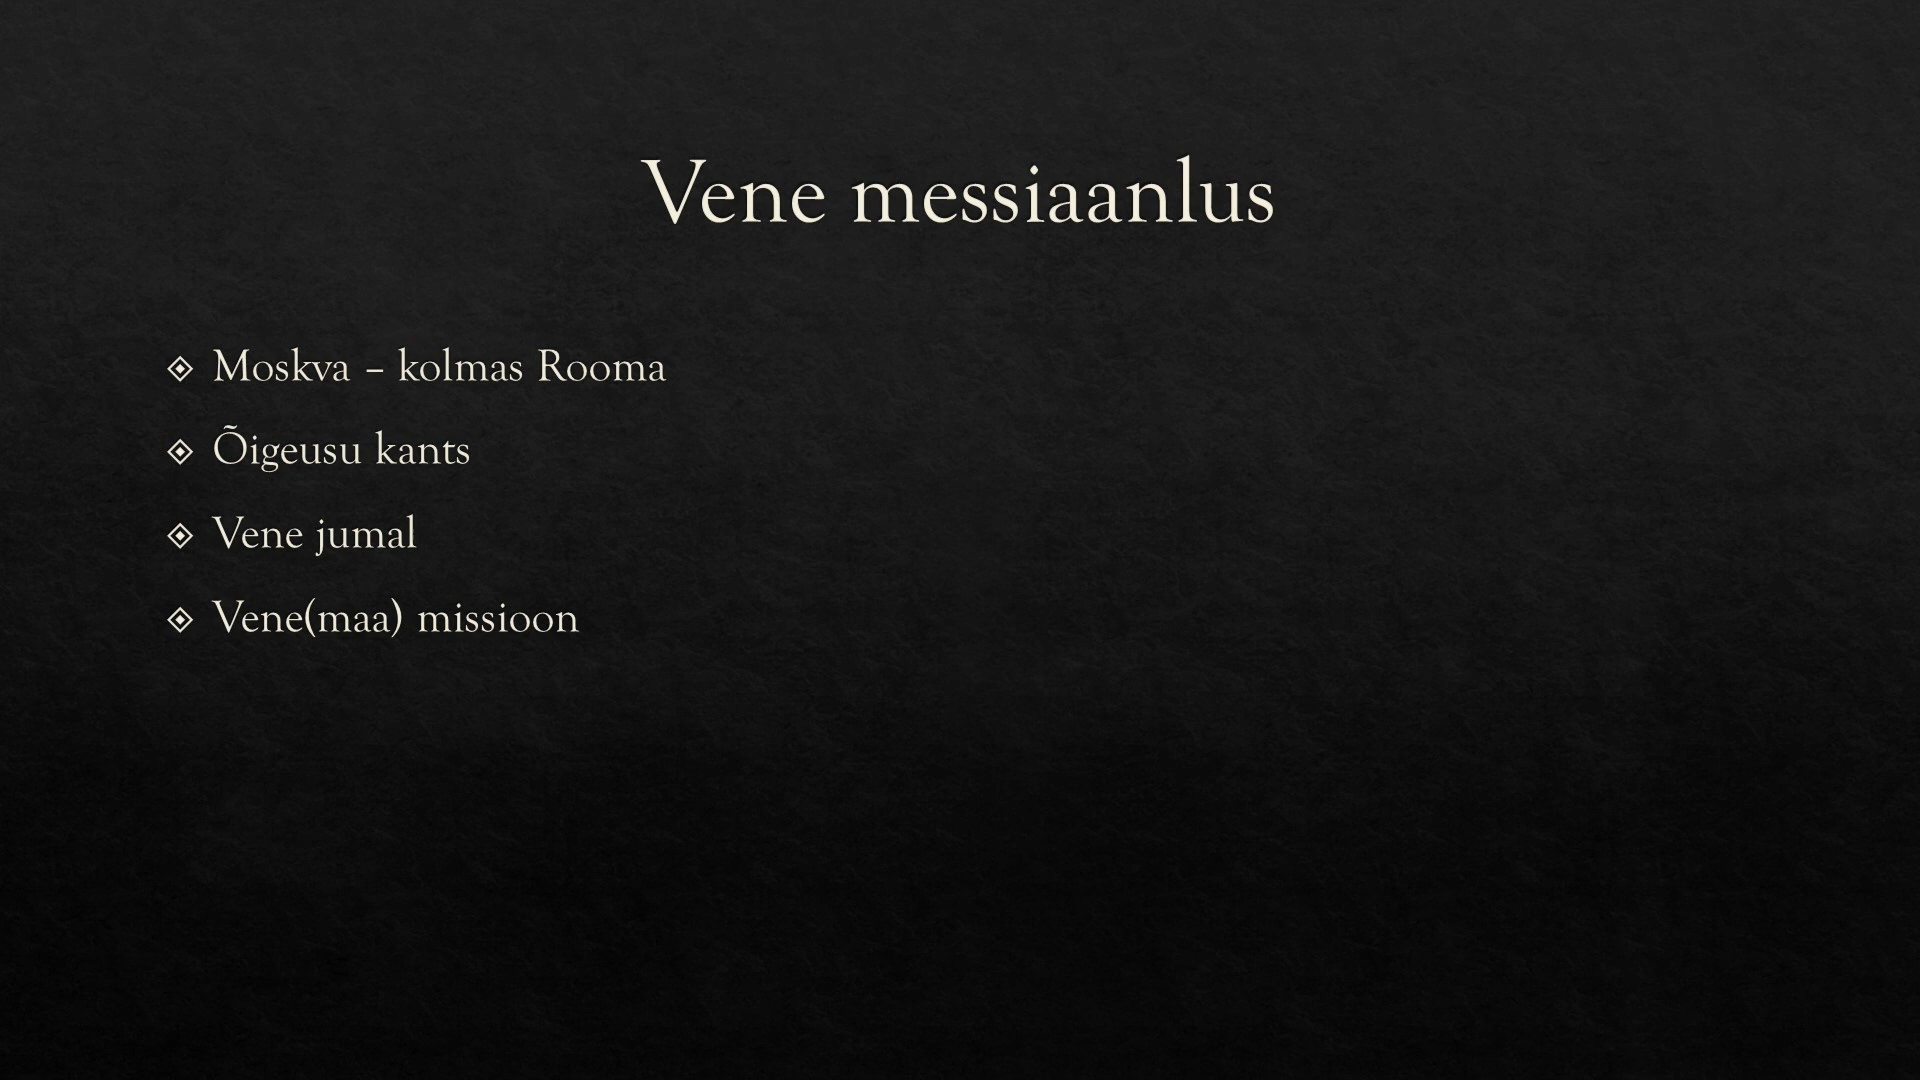 Vene messiaanlus
Moskva – kolmas Rooma
Õigeusu kants
Vene jumal
Vene(maa) missioon